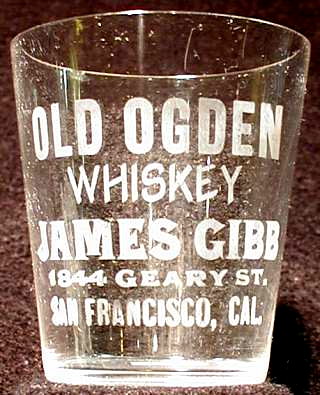 OLD OGDEN
WHISKEY
JAMES GIBB
1844 GEARY ST.
SAN FRANCISCO, CAL.